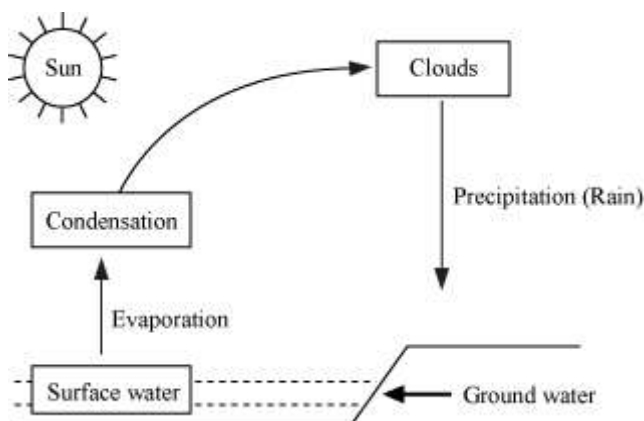 Sun
Clouds
Condensation
Precipitation (Rain)
Evaporation
Surface water
Ground water